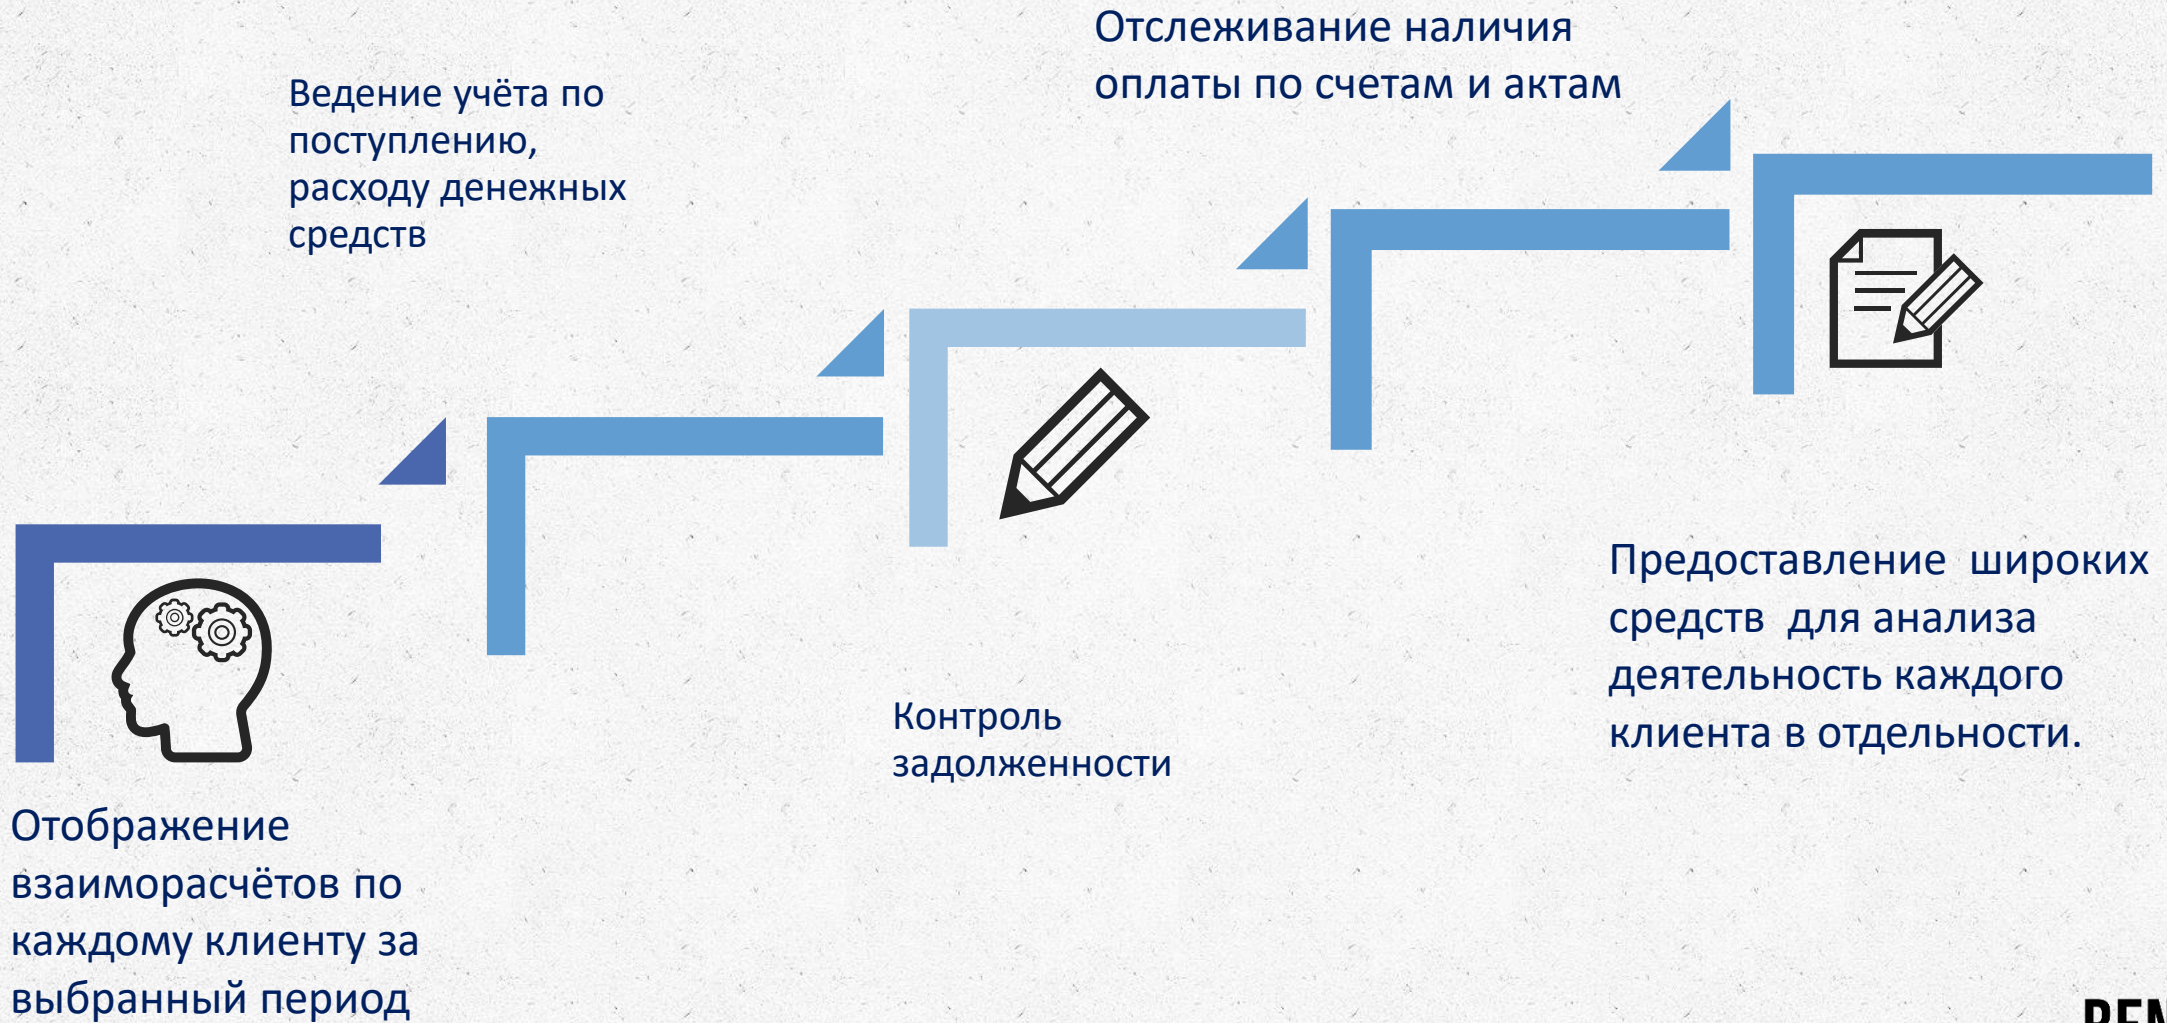 Отслеживание наличия
оплаты по счетам и актам
Ведение учёта по
поступлению,
расходу денежных
средств
Предоставление широких
средств для анализа
деятельность каждого
клиента в отдельности.
Контроль
задолженности
Отображение
взаиморасчётов по
каждому клиенту за
выбранный период